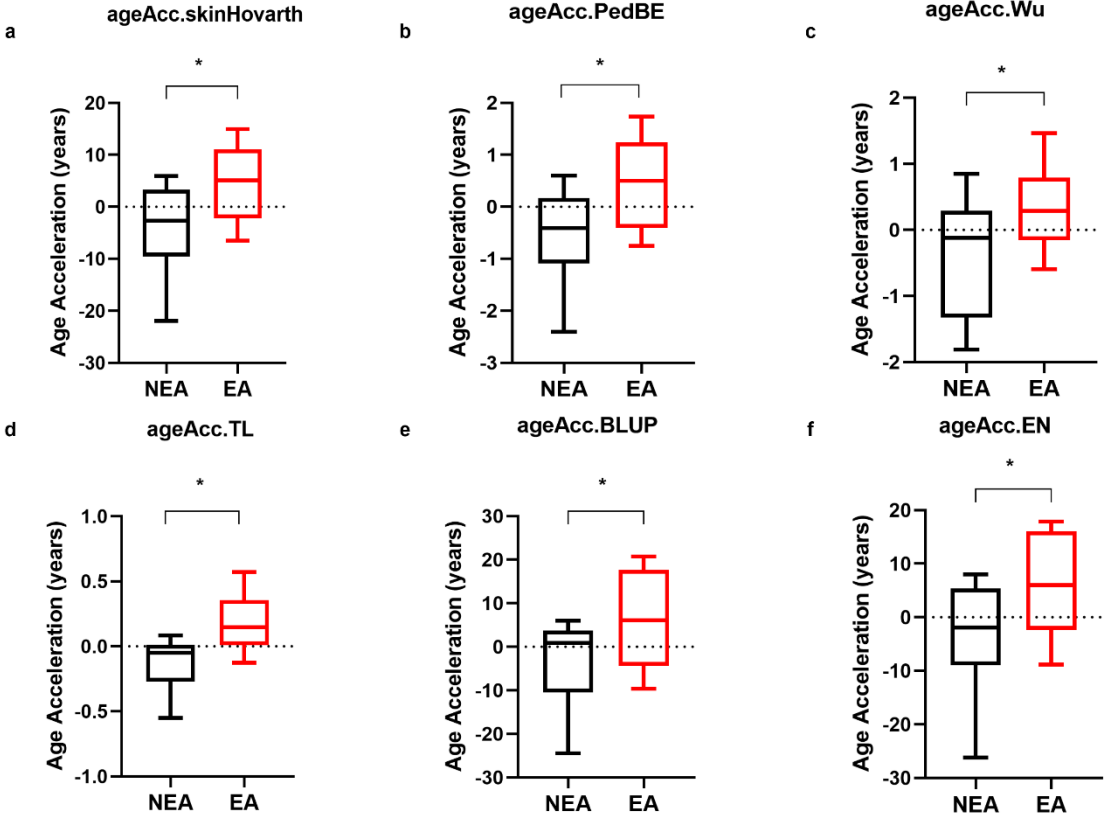 a
ageAcc.skinHovarth
*
Age Acceleration (years)
20
10
0
-10
-20
-30
NEA EA
b
ageAcc.PedBE
*
Age Acceleration (years)
2
1
0
-1
-2
-3
NEA EA
c
ageAcc.Wu
*
Age Acceleration (years)
2
1
0
-1
-2
NEA EA
d
ageAcc.TL
*
Age Acceleration (years)
1.0
0.5
0.0
-0.5
-1.0
NEA EA
e
ageAcc.BLUP
*
Age Acceleration (years)
30
20
10
0
-10
-20
-30
NEA EA
f
ageAcc.EN
*
Age Acceleration (years)
20
10
0
-10
-20
-30
NEA EA